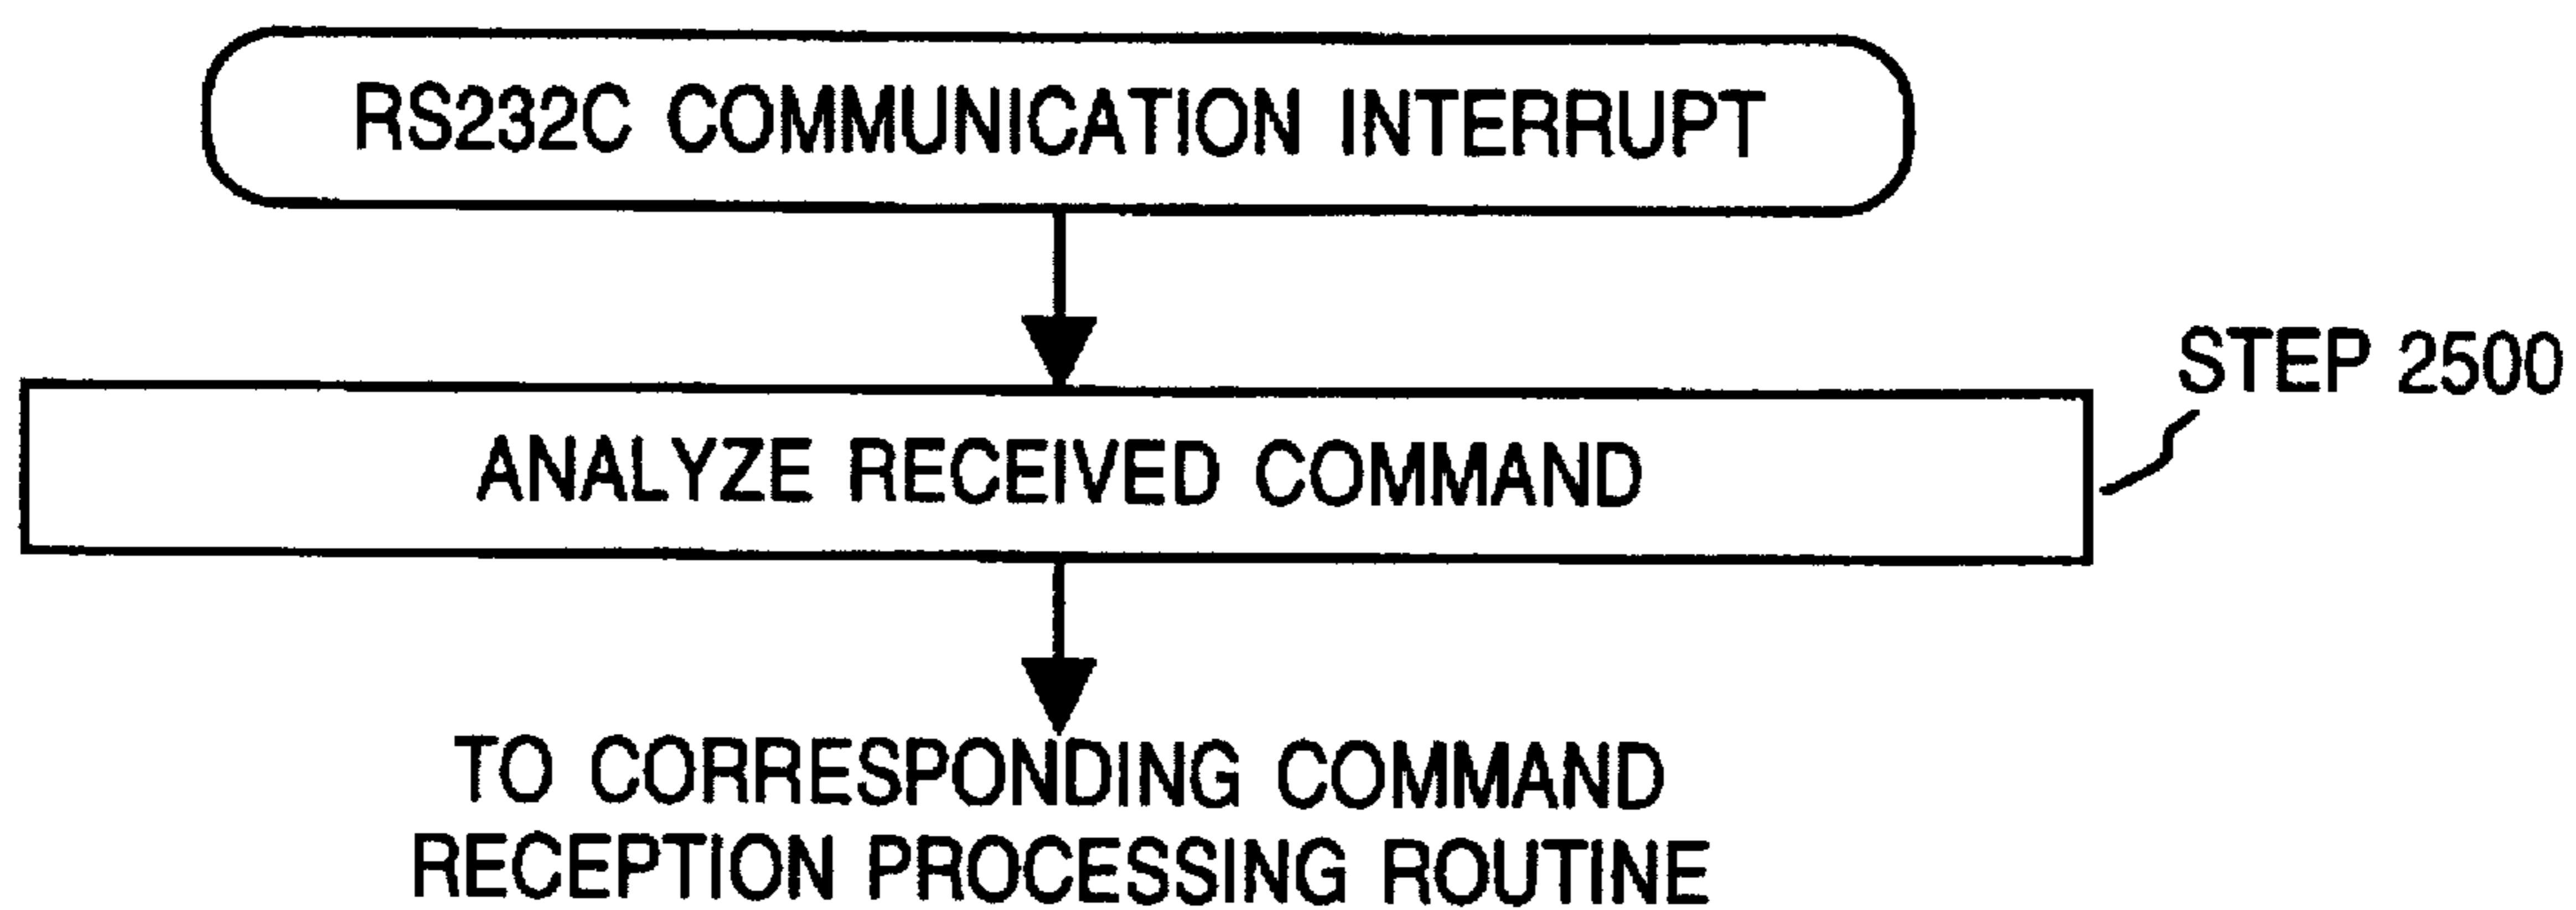 RS232C COMMUNICATION INTERRUPT
STEP 2500
ANALYZE RECEIVED COMMAND
TO CORRESPONDING COMMAND
RECEPTION PROCESSING ROUTINE